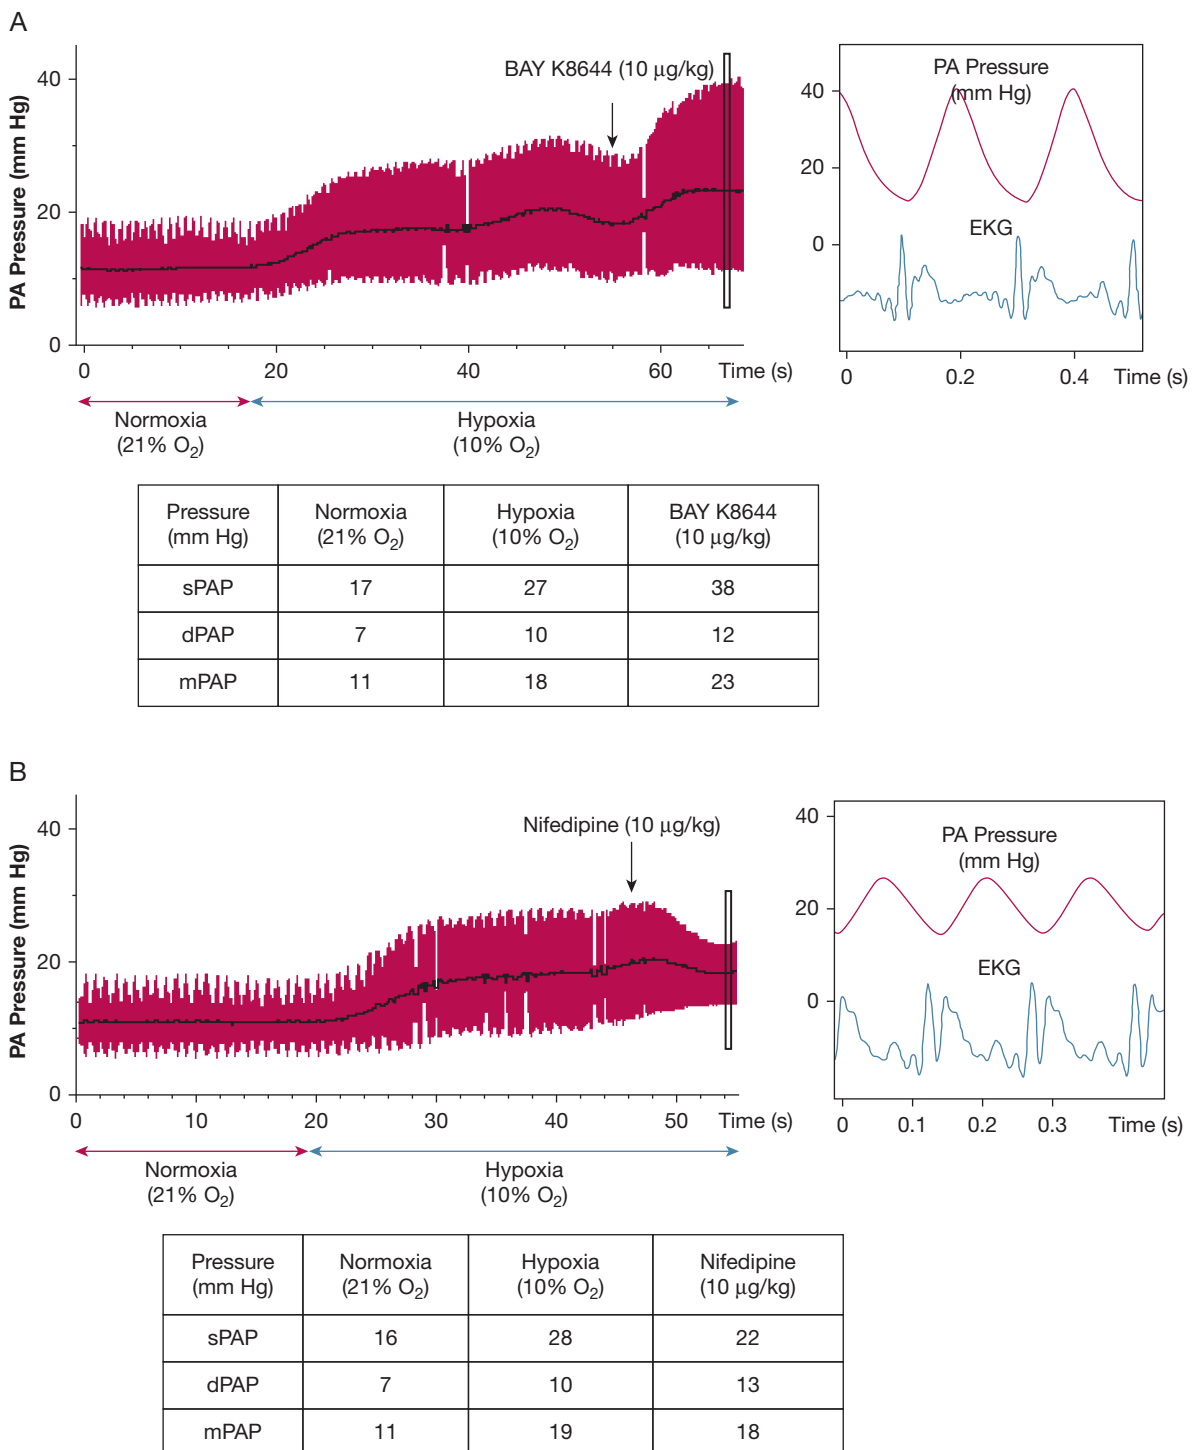 A
PA Pressure (mm Hg)
40
20
0
BAY K8644 (10 μg/kg)
0
20
40
60
Time (s)
Normoxia
(21% O2)
Hypoxia
(10% O2)
PA Pressure
(mm Hg)
40
20
0
EKG
0
0.2
0.4
Time (s)
Pressure (mm Hg) Normoxia (21% O2) Hypoxia (10% O2) BAY K8644 (10 μg/kg)
sPAP 17 27 38
dPAP 7 10 12
mPAP 11 18 23
B
PA Pressure (mm Hg)
40
20
0
Nifedipine (10 μg/kg)
0
10
20
30
40
50
Time (s)
Normoxia
(21% O2)
Hypoxia
(10% O2)
PA Pressure
(mm Hg)
40
20
0
EKG
0
0.1
0.2
0.3
Time (s)
Pressure (mm Hg) Normoxia (21% O2) Hypoxia (10% O2) Nifedipine (10 μg/kg)
sPAP 16 28 22
dPAP 7 10 13
mPAP 11 19 18